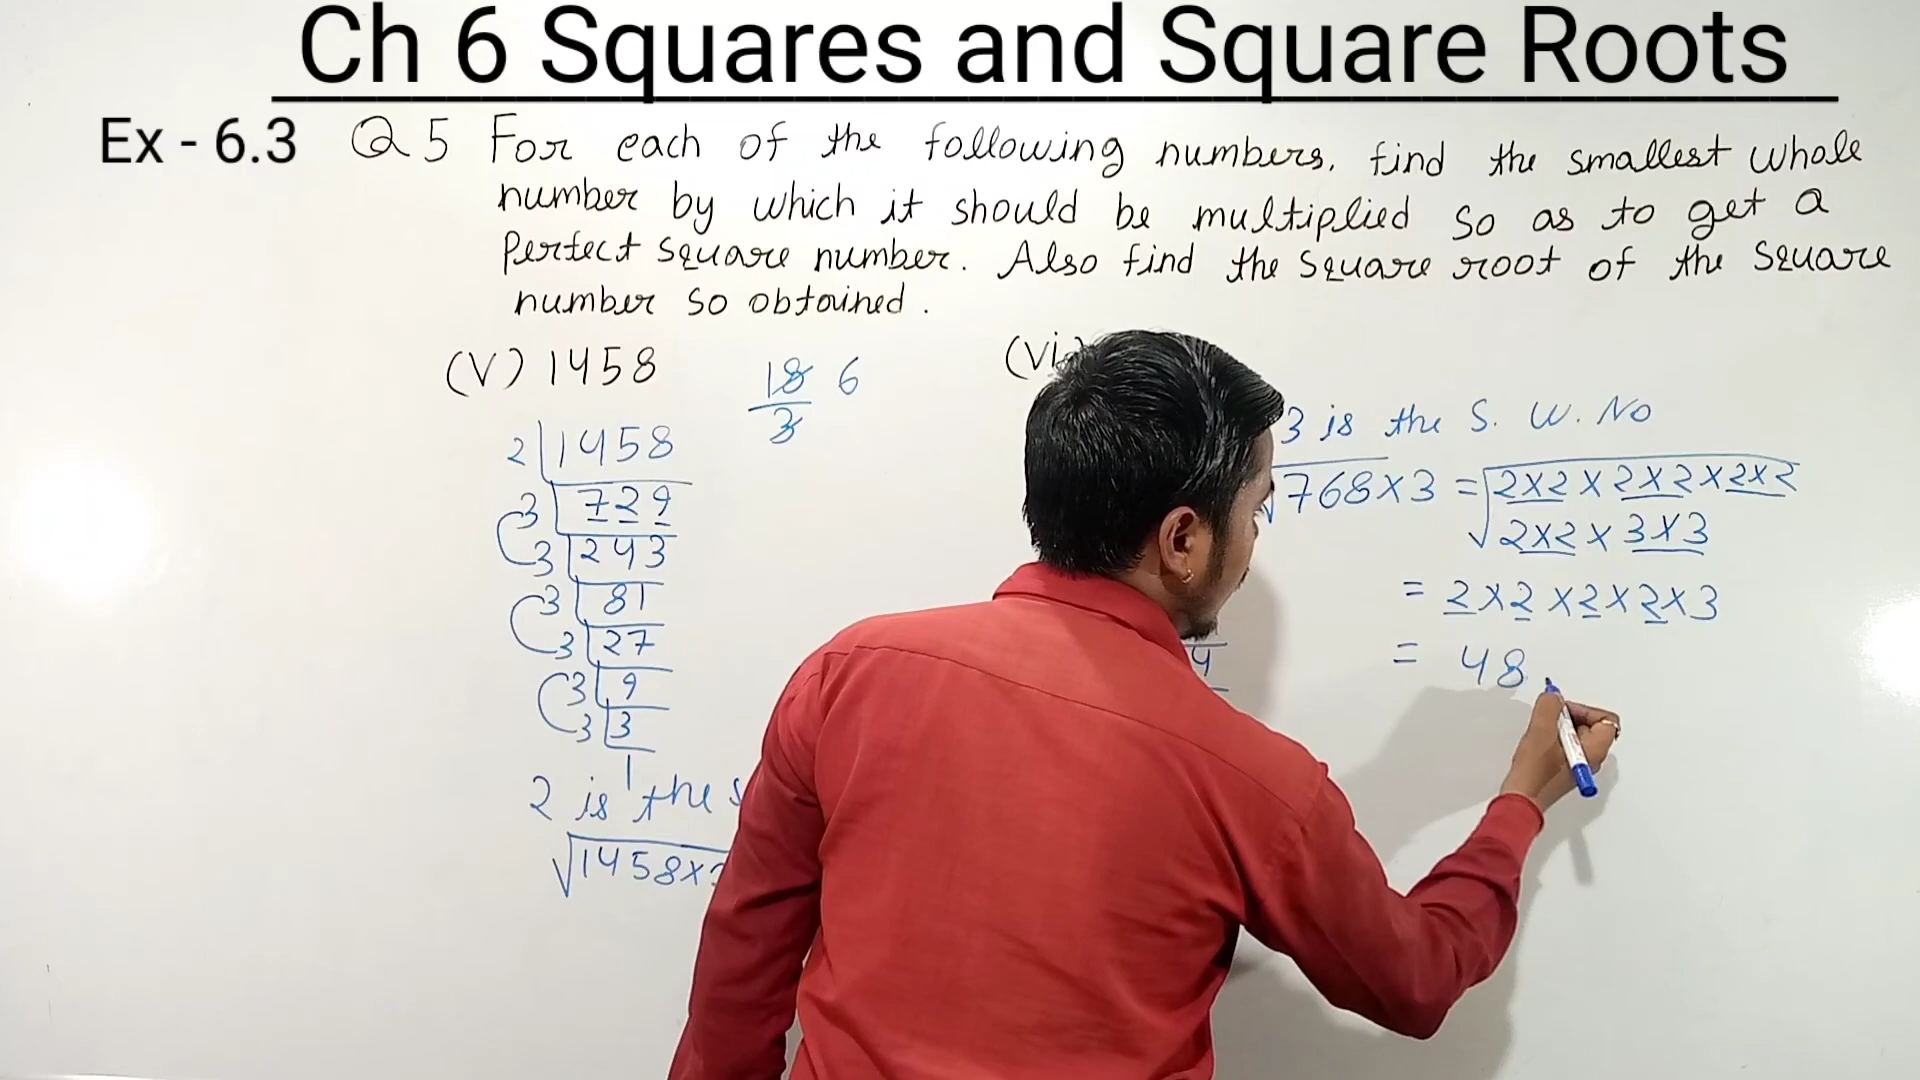 Ch 6 Squares and Square Roots
Ex - 6.3 Q 5 For each of the following numbers, find the smallest whole
number by which it should be multiplied so as to get a
Perfect square number. Also find the square root of the square
number so obtained.
(V) 1458
18 6
3
2 1458
3 729
3 243
3 81
3 27
3 9
3 3
1
2 is the
√1458×
(Vi
3 is the S. W. No
√768×3 = √2×2×2×2×2×2
2×2×3×3
= 2×2×2×2×3
= 48
4